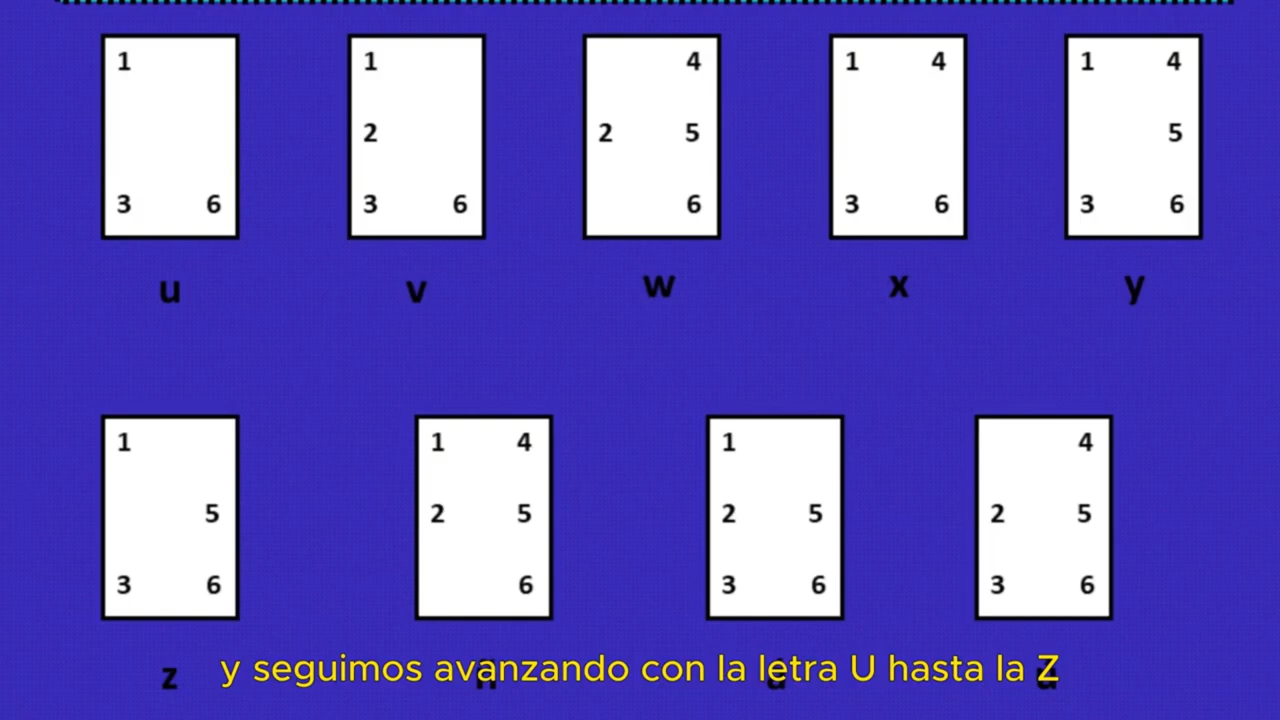 1 1 4 1 4 1 4
2 2 5 5
3 6 3 6 6 3 6 3 6
u v w x y
1 1 4 1 4
5 2 5 2 5 2 5
3 6 6 3 6 3 6
z
y seguimos avanzando con la letra U hasta la Z